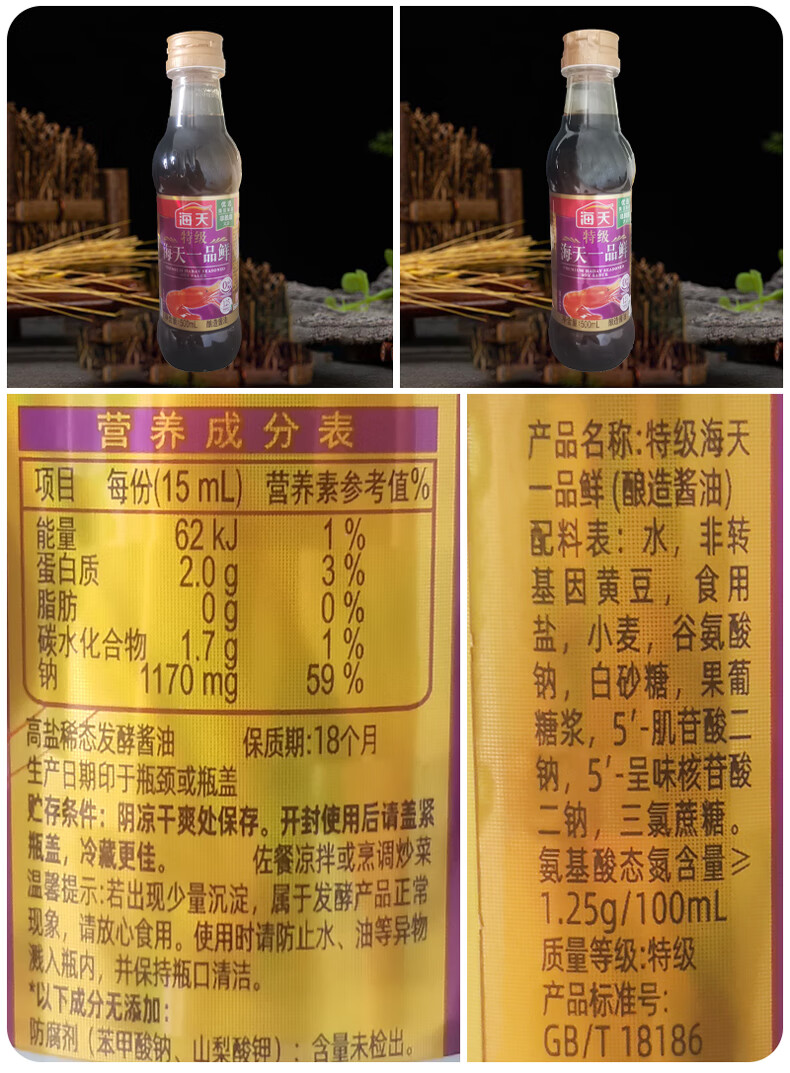 海天
特级
海天一品鲜
500mL
海天
特级
海天一品鲜
500mL
营养成分表
项目 每份(15 mL) 营养素参考值%
能量 62 kJ 1 %
蛋白质 2.0 g 3 %
脂肪 0 g 0 %
碳水化合物 1.7 g 1 %
钠 1170 mg 59 %
高盐稀态发酵酱油 保质期:18个月
生产日期印于瓶颈或瓶盖
贮存条件：阴凉干爽处保存。开封使用后请盖紧
瓶盖，冷藏更佳。 佐餐凉拌或烹调炒菜
温馨提示:若出现少量沉淀，属于发酵产品正常
现象，请放心食用。使用时请防止水、油等异物
溅入瓶内，并保持瓶口清洁。
*以下成分无添加：
防腐剂（苯甲酸钠、山梨酸钾）：含量未检出。
产品名称:特级海天
一品鲜 (酿造酱油)
配料表：水，非转
基因黄豆，食用
盐，小麦，谷氨酸
钠，白砂糖，果葡
糖浆，5′-肌苷酸二
钠，5′-呈味核苷酸
二钠，三氯蔗糖。
氨基酸态氮含量≥
1.25g/100mL
质量等级:特级
产品标准号:
GB/T 18186